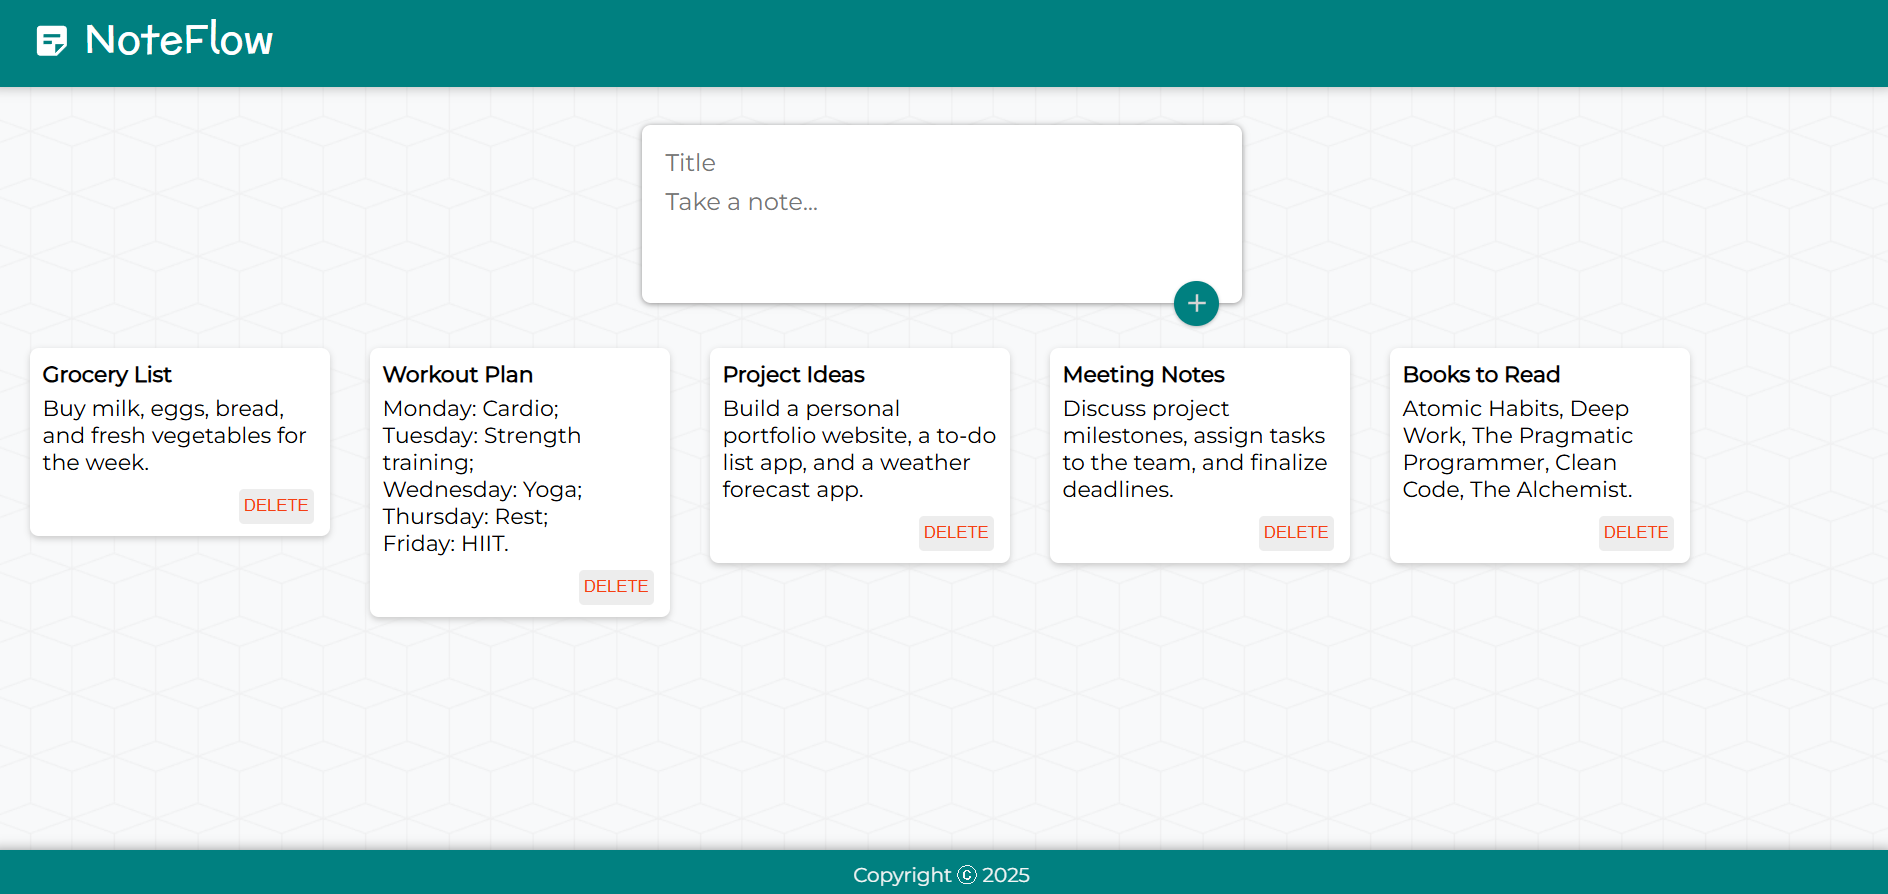 NoteFlow
Title
Take a note...
Grocery List
Buy milk, eggs, bread,
and fresh vegetables for
the week.
DELETE
Workout Plan
Monday: Cardio;
Tuesday: Strength
training;
Wednesday: Yoga;
Thursday: Rest;
Friday: HIIT.
DELETE
Project Ideas
Build a personal
portfolio website, a to-do
list app, and a weather
forecast app.
DELETE
Meeting Notes
Discuss project
milestones, assign tasks
to the team, and finalize
deadlines.
DELETE
Books to Read
Atomic Habits, Deep
Work, The Pragmatic
Programmer, Clean
Code, The Alchemist.
DELETE
Copyright ⓒ 2025